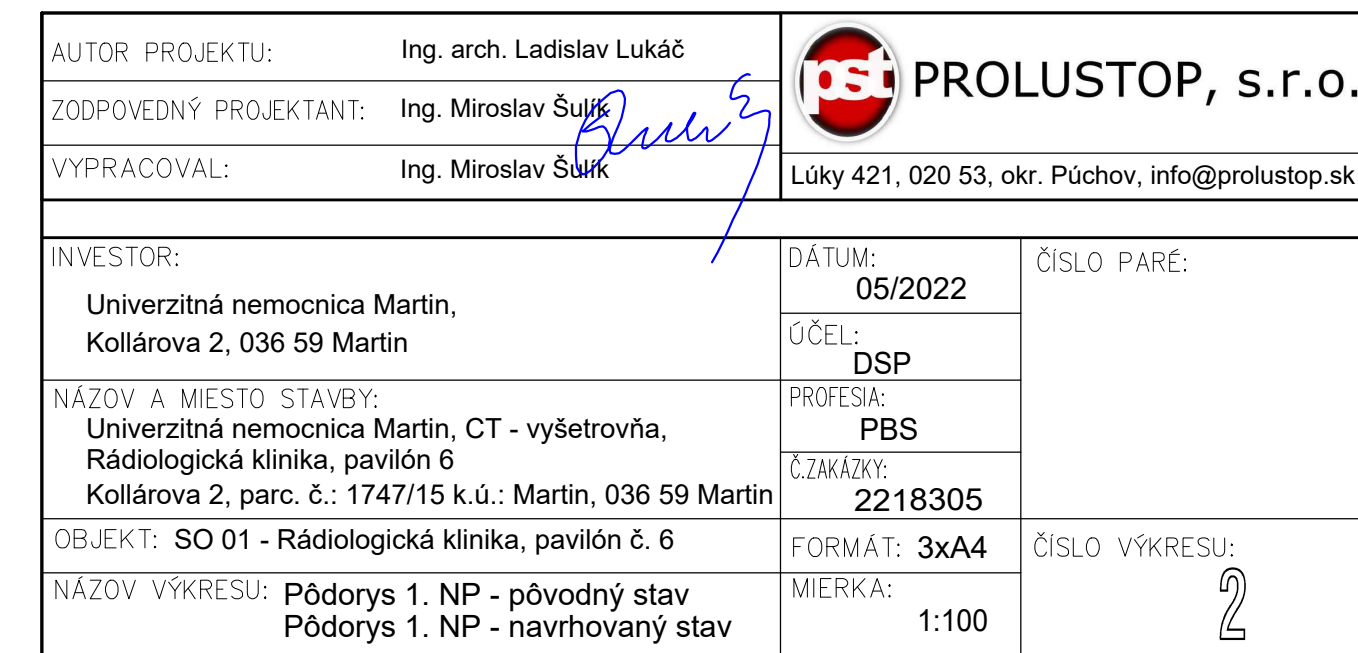 AUTOR PROJEKTU: Ing. arch. Ladislav Lukáč
ZODPOVEDNÝ PROJEKTANT: Ing. Miroslav Šulík
VYPRACOVAL: Ing. Miroslav Šulík
pst PROLUSTOP, s.r.o.
Lúky 421, 020 53, okr. Púchov, info@prolustop.sk
INVESTOR:
Univerzitná nemocnica Martin,
Kollárova 2, 036 59 Martin
DÁTUM:
05/2022
ČÍSLO PARÉ:
ÚČEL:
DSP
NÁZOV A MIESTO STAVBY:
Univerzitná nemocnica Martin, CT - vyšetrovňa,
Rádiologická klinika, pavilón 6
Kollárova 2, parc. č.: 1747/15 k.ú.: Martin, 036 59 Martin
PROFESIA:
PBS
Č.ZAKÁZKY:
2218305
OBJEKT: SO 01 - Rádiologická klinika, pavilón č. 6
FORMÁT: 3xA4
ČÍSLO VÝKRESU:
2
NÁZOV VÝKRESU: Pôdorys 1. NP - pôvodný stav
Pôdorys 1. NP - navrhovaný stav
MIERKA:
1:100